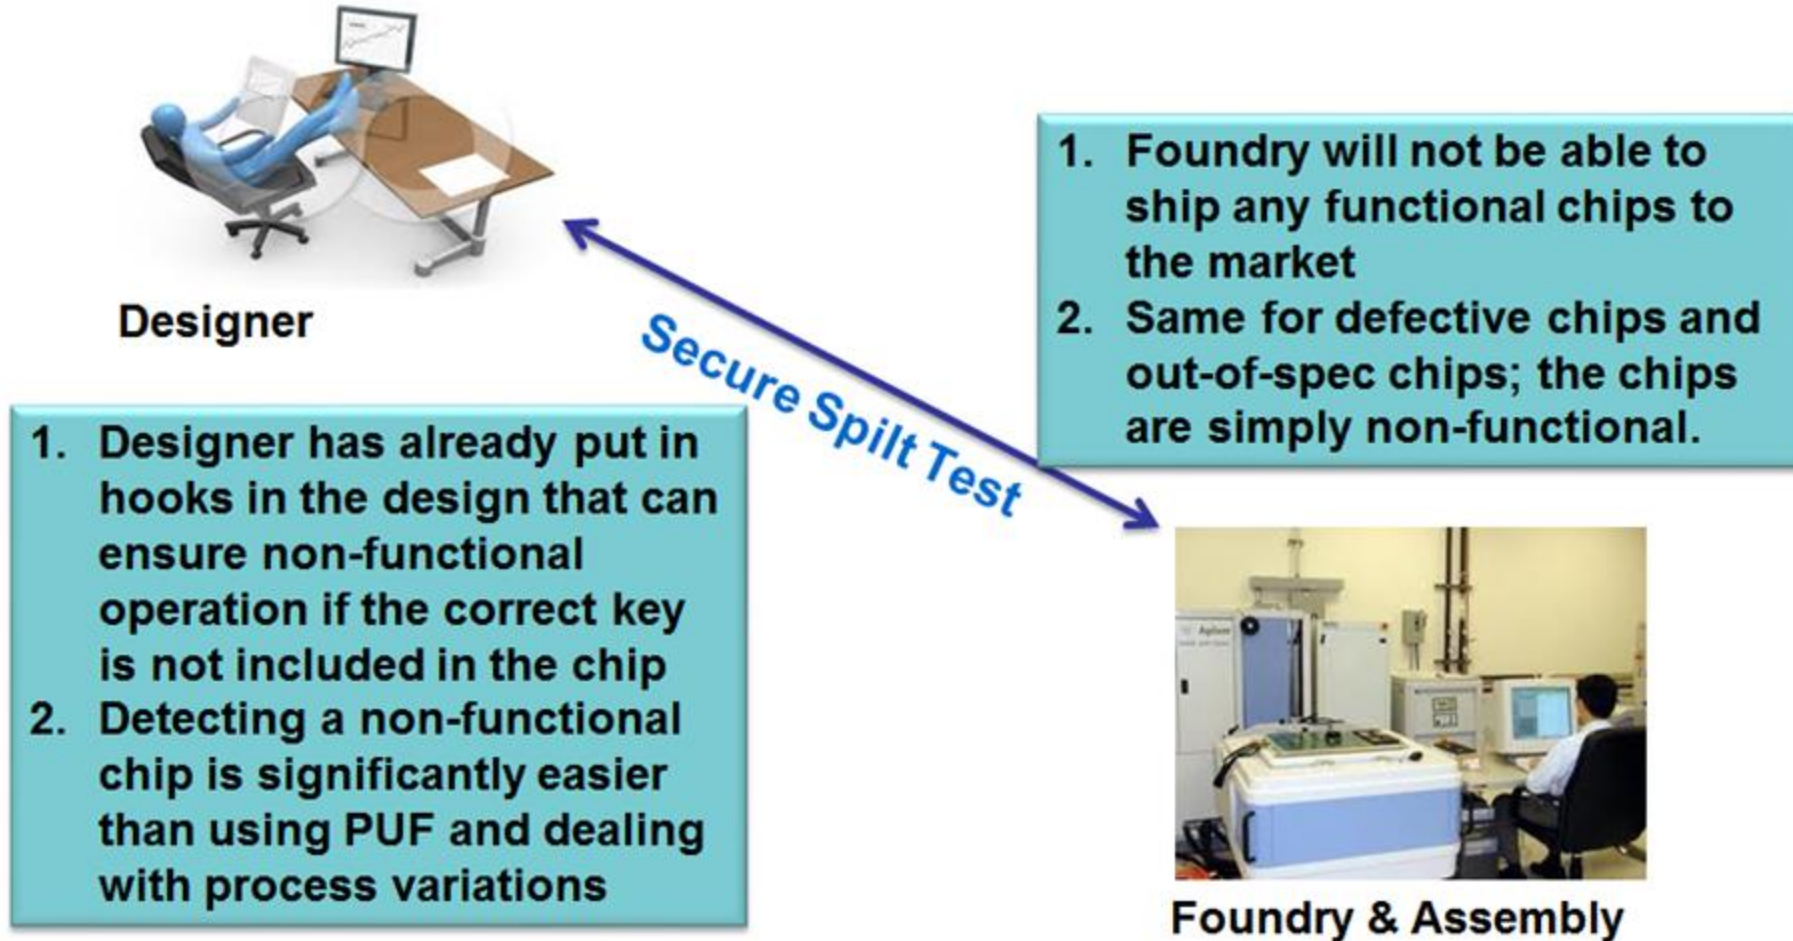 Designer
1. Designer has already put in
hooks in the design that can
ensure non-functional
operation if the correct key
is not included in the chip
2. Detecting a non-functional
chip is significantly easier
than using PUF and dealing
with process variations
Secure Spilt Test
1. Foundry will not be able to
ship any functional chips to
the market
2. Same for defective chips and
out-of-spec chips; the chips
are simply non-functional.
Agilent
Foundry & Assembly